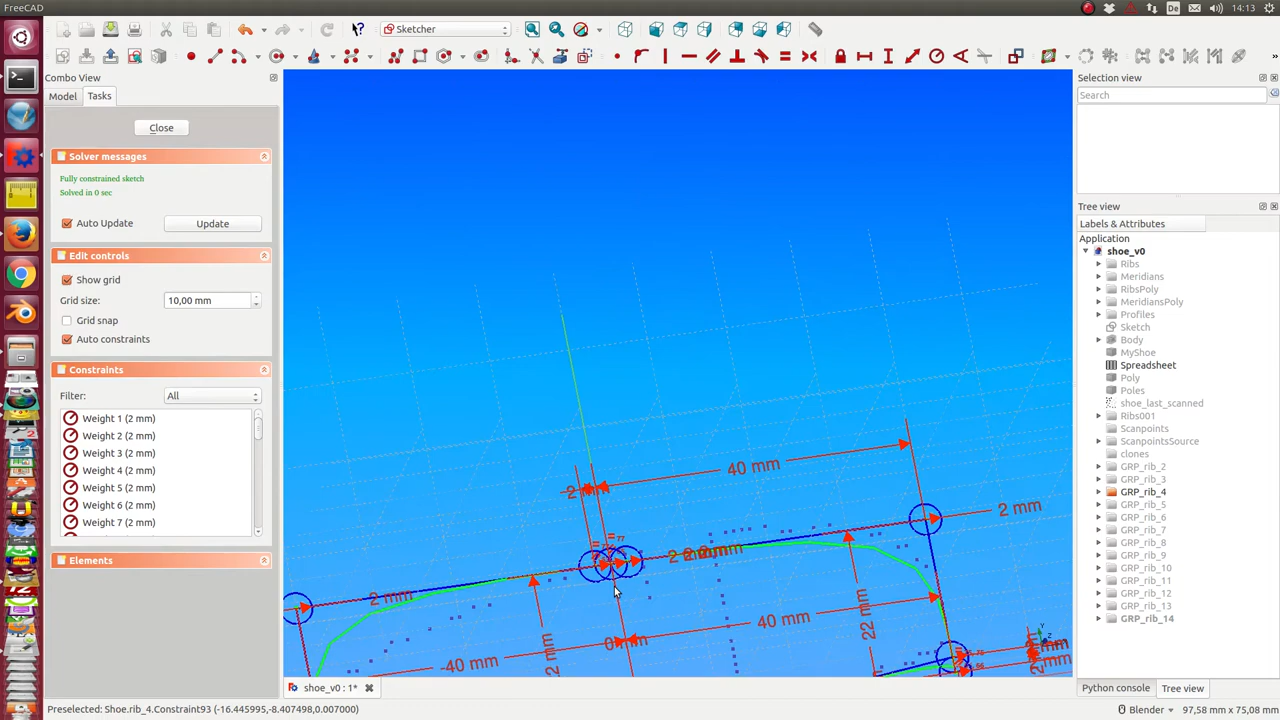 FreeCAD
De
14:13
Sketcher
Combo View
Model Tasks
Close
Solver messages
Fully constrained sketch
Solved in 0 sec
Auto Update
Update
Edit controls
Show grid
Grid size: 10,00 mm
Grid snap
Auto constraints
Constraints
Filter: All
Weight 1 (2 mm)
Weight 2 (2 mm)
Weight 3 (2 mm)
Weight 4 (2 mm)
Weight 5 (2 mm)
Weight 6 (2 mm)
Weight 7 (2 mm)
Elements
40 mm
2 mm
2 mm
40 mm
22 mm
-40 mm
2 mm
Selection view
Search
Tree view
Labels & Attributes
Application
shoe_v0
Ribs
Meridians
RibsPoly
MeridiansPoly
Profiles
Sketch
Body
MyShoe
Spreadsheet
Poly
Poles
shoe_last_scanned
Ribs001
Scanpoints
ScanpointsSource
clones
GRP_rib_2
GRP_rib_3
GRP_rib_4
GRP_rib_5
GRP_rib_6
GRP_rib_7
GRP_rib_8
GRP_rib_9
GRP_rib_10
GRP_rib_11
GRP_rib_12
GRP_rib_13
GRP_rib_14
shoe_v0 : 1*
Python console Tree view
Preselected: Shoe.rib_4.Constraint93 (-16.445995,-8.407498,0.007000)
Blender 97,58 mm x 75,08 mm